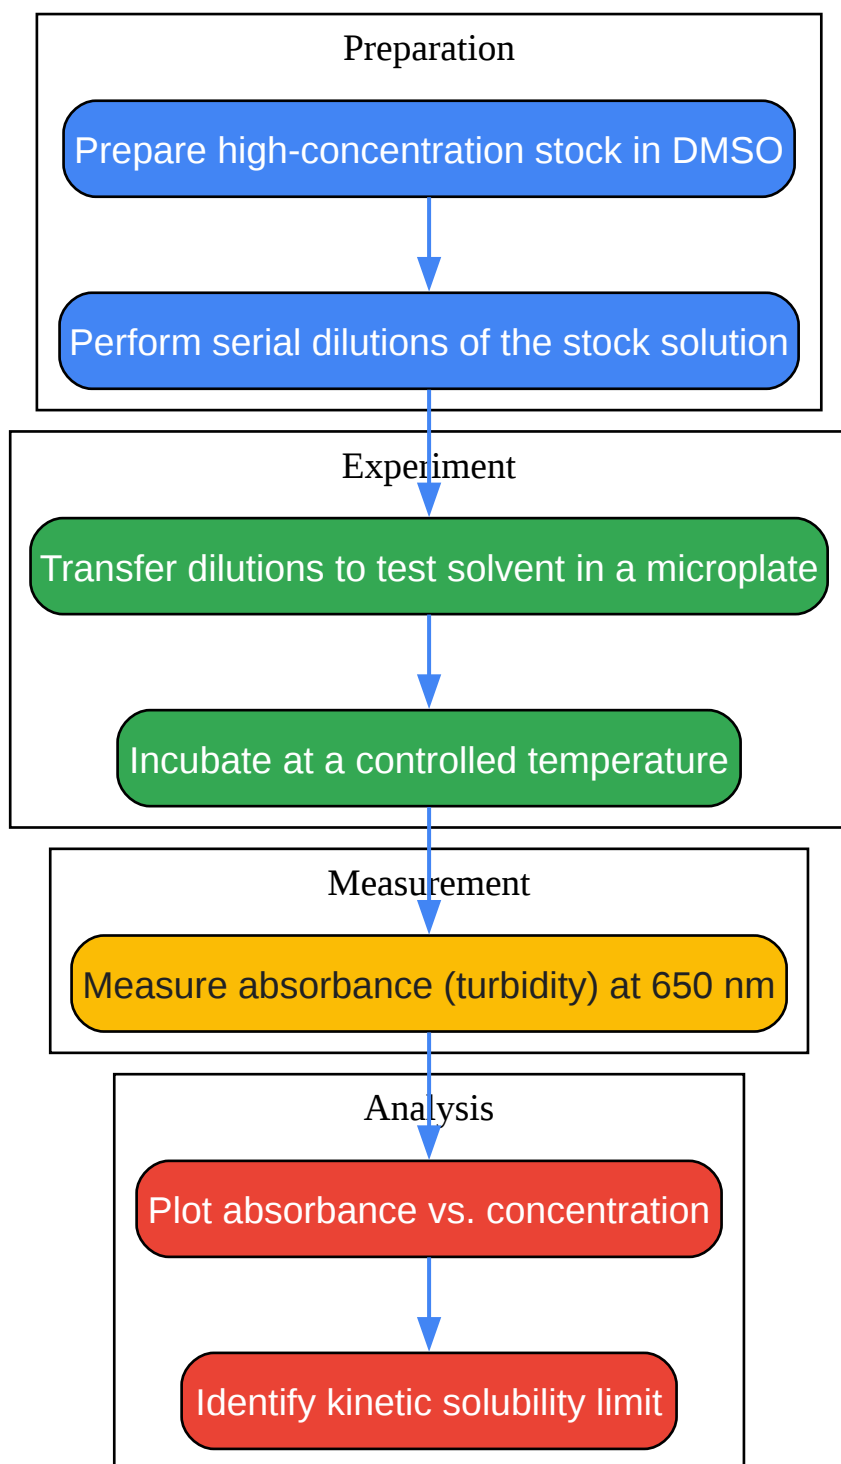 Preparation
Prepare high-concentration stock in DMSO
Perform serial dilutions of the stock solution
Experiment
Transfer dilutions to test solvent in a microplate
Incubate at a controlled temperature
Measurement
Measure absorbance (turbidity) at 650 nm
Analysis
Plot absorbance vs. concentration
Identify kinetic solubility limit